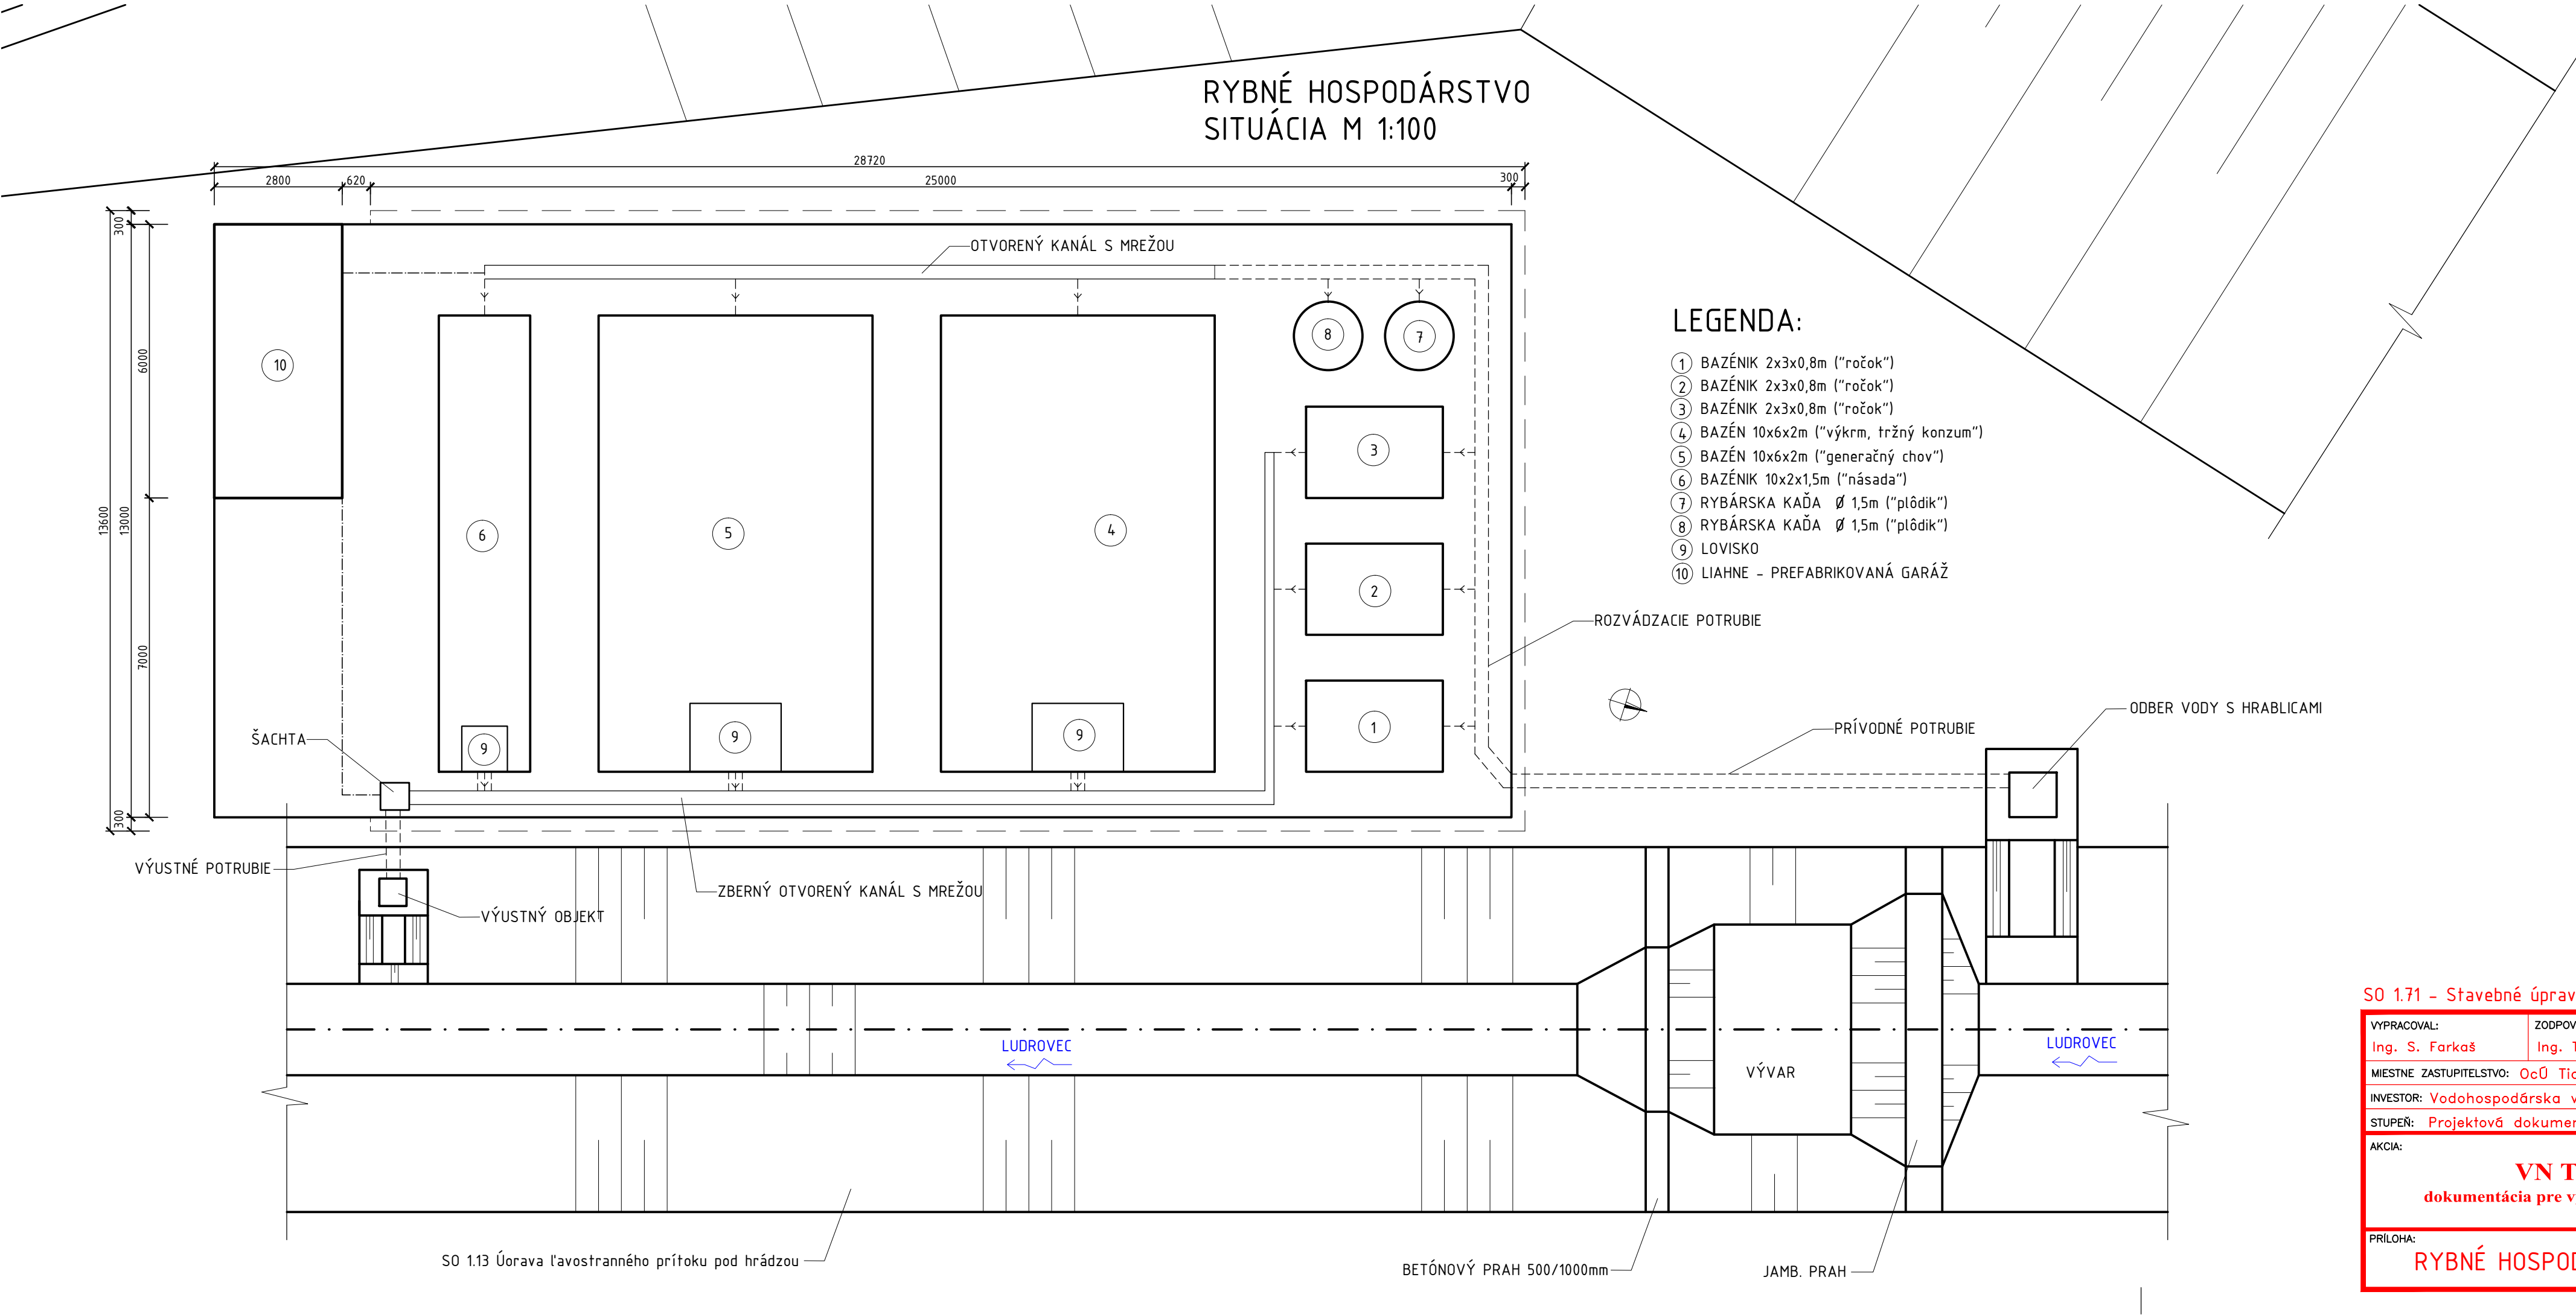 RYBNÉ HOSPODÁRSTVO
SITUÁCIA M 1:100
28720
2800
620
25000
300
300
6000
13600
13000
7000
300
OTVORENÝ KANÁL S MREŽOU
10
6
5
4
8
7
3
2
1
9
9
9
LEGENDA:
1 BAZÉNIK 2x3x0,8m ("ročok")
2 BAZÉNIK 2x3x0,8m ("ročok")
3 BAZÉNIK 2x3x0,8m ("ročok")
4 BAZÉN 10x6x2m ("výkrm, tržný konzum")
5 BAZÉN 10x6x2m ("generačný chov")
6 BAZÉNIK 10x2x1,5m ("násada")
7 RYBÁRSKA KAĎA Ø 1,5m ("plôdik")
8 RYBÁRSKA KAĎA Ø 1,5m ("plôdik")
9 LOVISKO
10 LIAHNE - PREFABRIKOVANÁ GARÁŽ
ROZVÁDZACIE POTRUBIE
ODBER VODY S HRABLICAMI
PRÍVODNÉ POTRUBIE
ŠACHTA
VÝUSTNÉ POTRUBIE
VÝUSTNÝ OBJEKT
ZBERNÝ OTVORENÝ KANÁL S MREŽOU
LUDROVEC
LUDROVEC
VÝVAR
SO 1.13 Úorava ľavostranného prítoku pod hrádzou
BETÓNOVÝ PRAH 500/1000mm
JAMB. PRAH
SO 1.71 - Stavebné úprav
VYPRACOVAL:
ZODPOV
Ing. S. Farkaš
Ing.
MIESTNE ZASTUPITELSTVO: OcÚ
INVESTOR: Vodohospodárska v
STUPEŇ: Projektová dokumen
AKCIA:
VN T
dokumentácia pre v
PRÍLOHA:
RYBNÉ HOSPOD